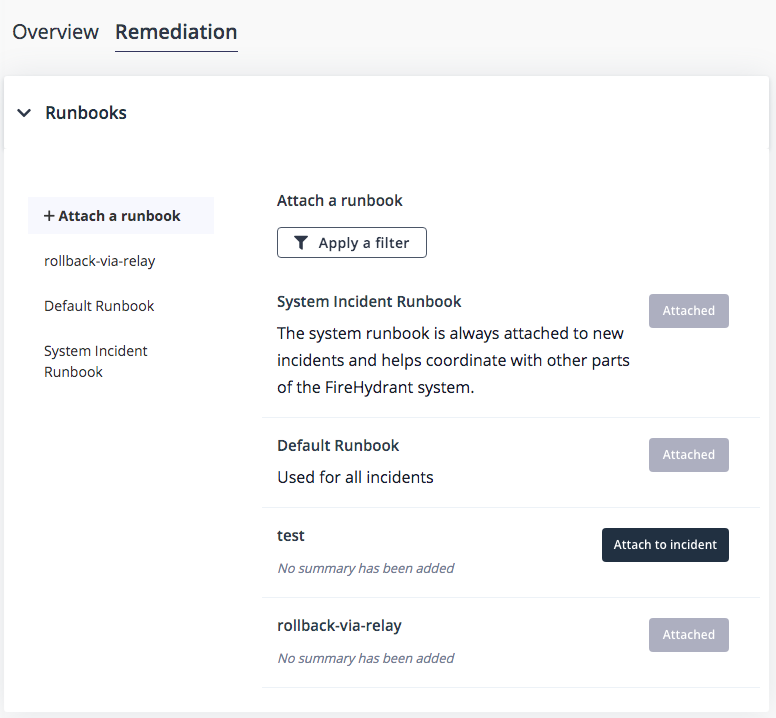 Overview Remediation
Runbooks
+ Attach a runbook
rollback-via-relay
Default Runbook
System Incident
Runbook
Attach a runbook
Apply a filter
System Incident Runbook
Attached
The system runbook is always attached to new
incidents and helps coordinate with other parts
of the FireHydrant system.
Default Runbook
Attached
Used for all incidents
test
Attach to incident
No summary has been added
rollback-via-relay
Attached
No summary has been added